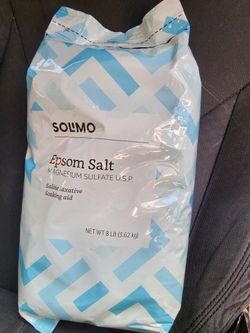 SOLIMO
Epsom Salt
MAGNESIUM SULFATE U.S.P.
Saline laxative
Soaking aid
NET WT 8 LB (3.62 kg)